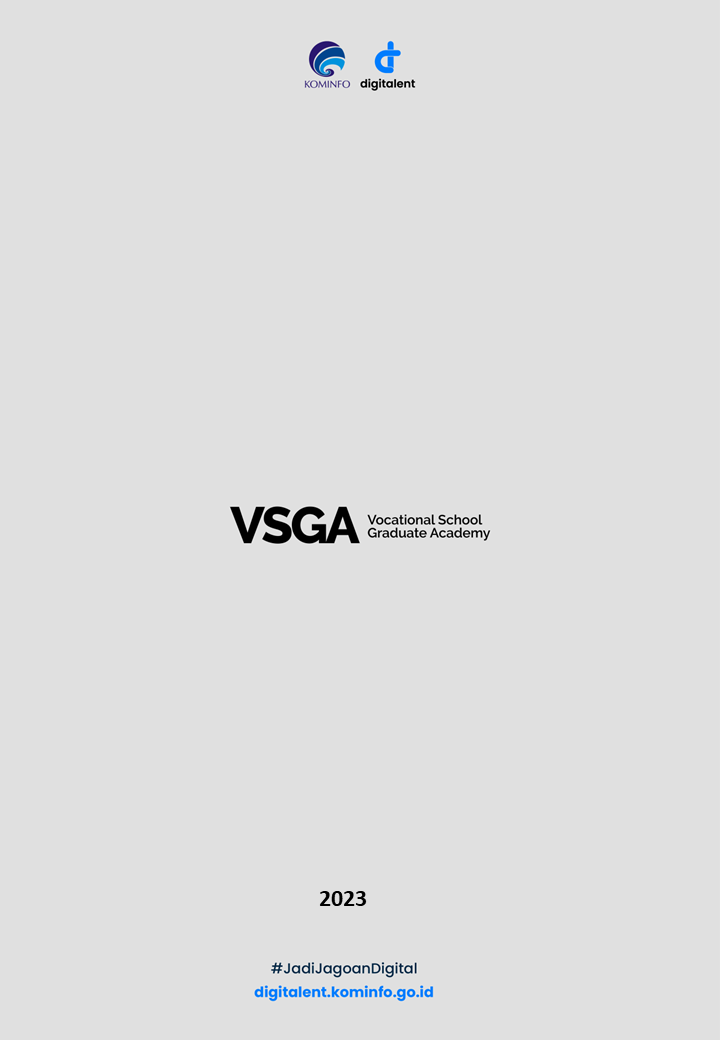 KOMINFO
digitalent
VSGA
Vocational School
Graduate Academy
2023
#JadiJagoanDigital
digitalent.kominfo.go.id